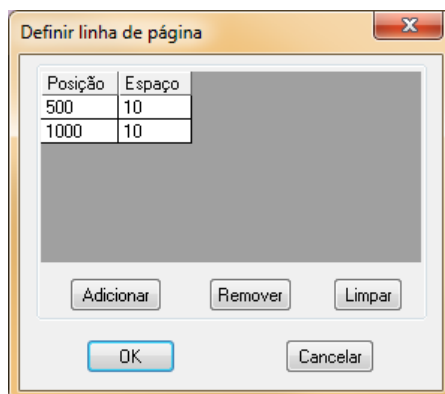 Definir linha de página
Posição Espaço
500 10
1000 10
Adicionar Remover Limpar
OK Cancelar